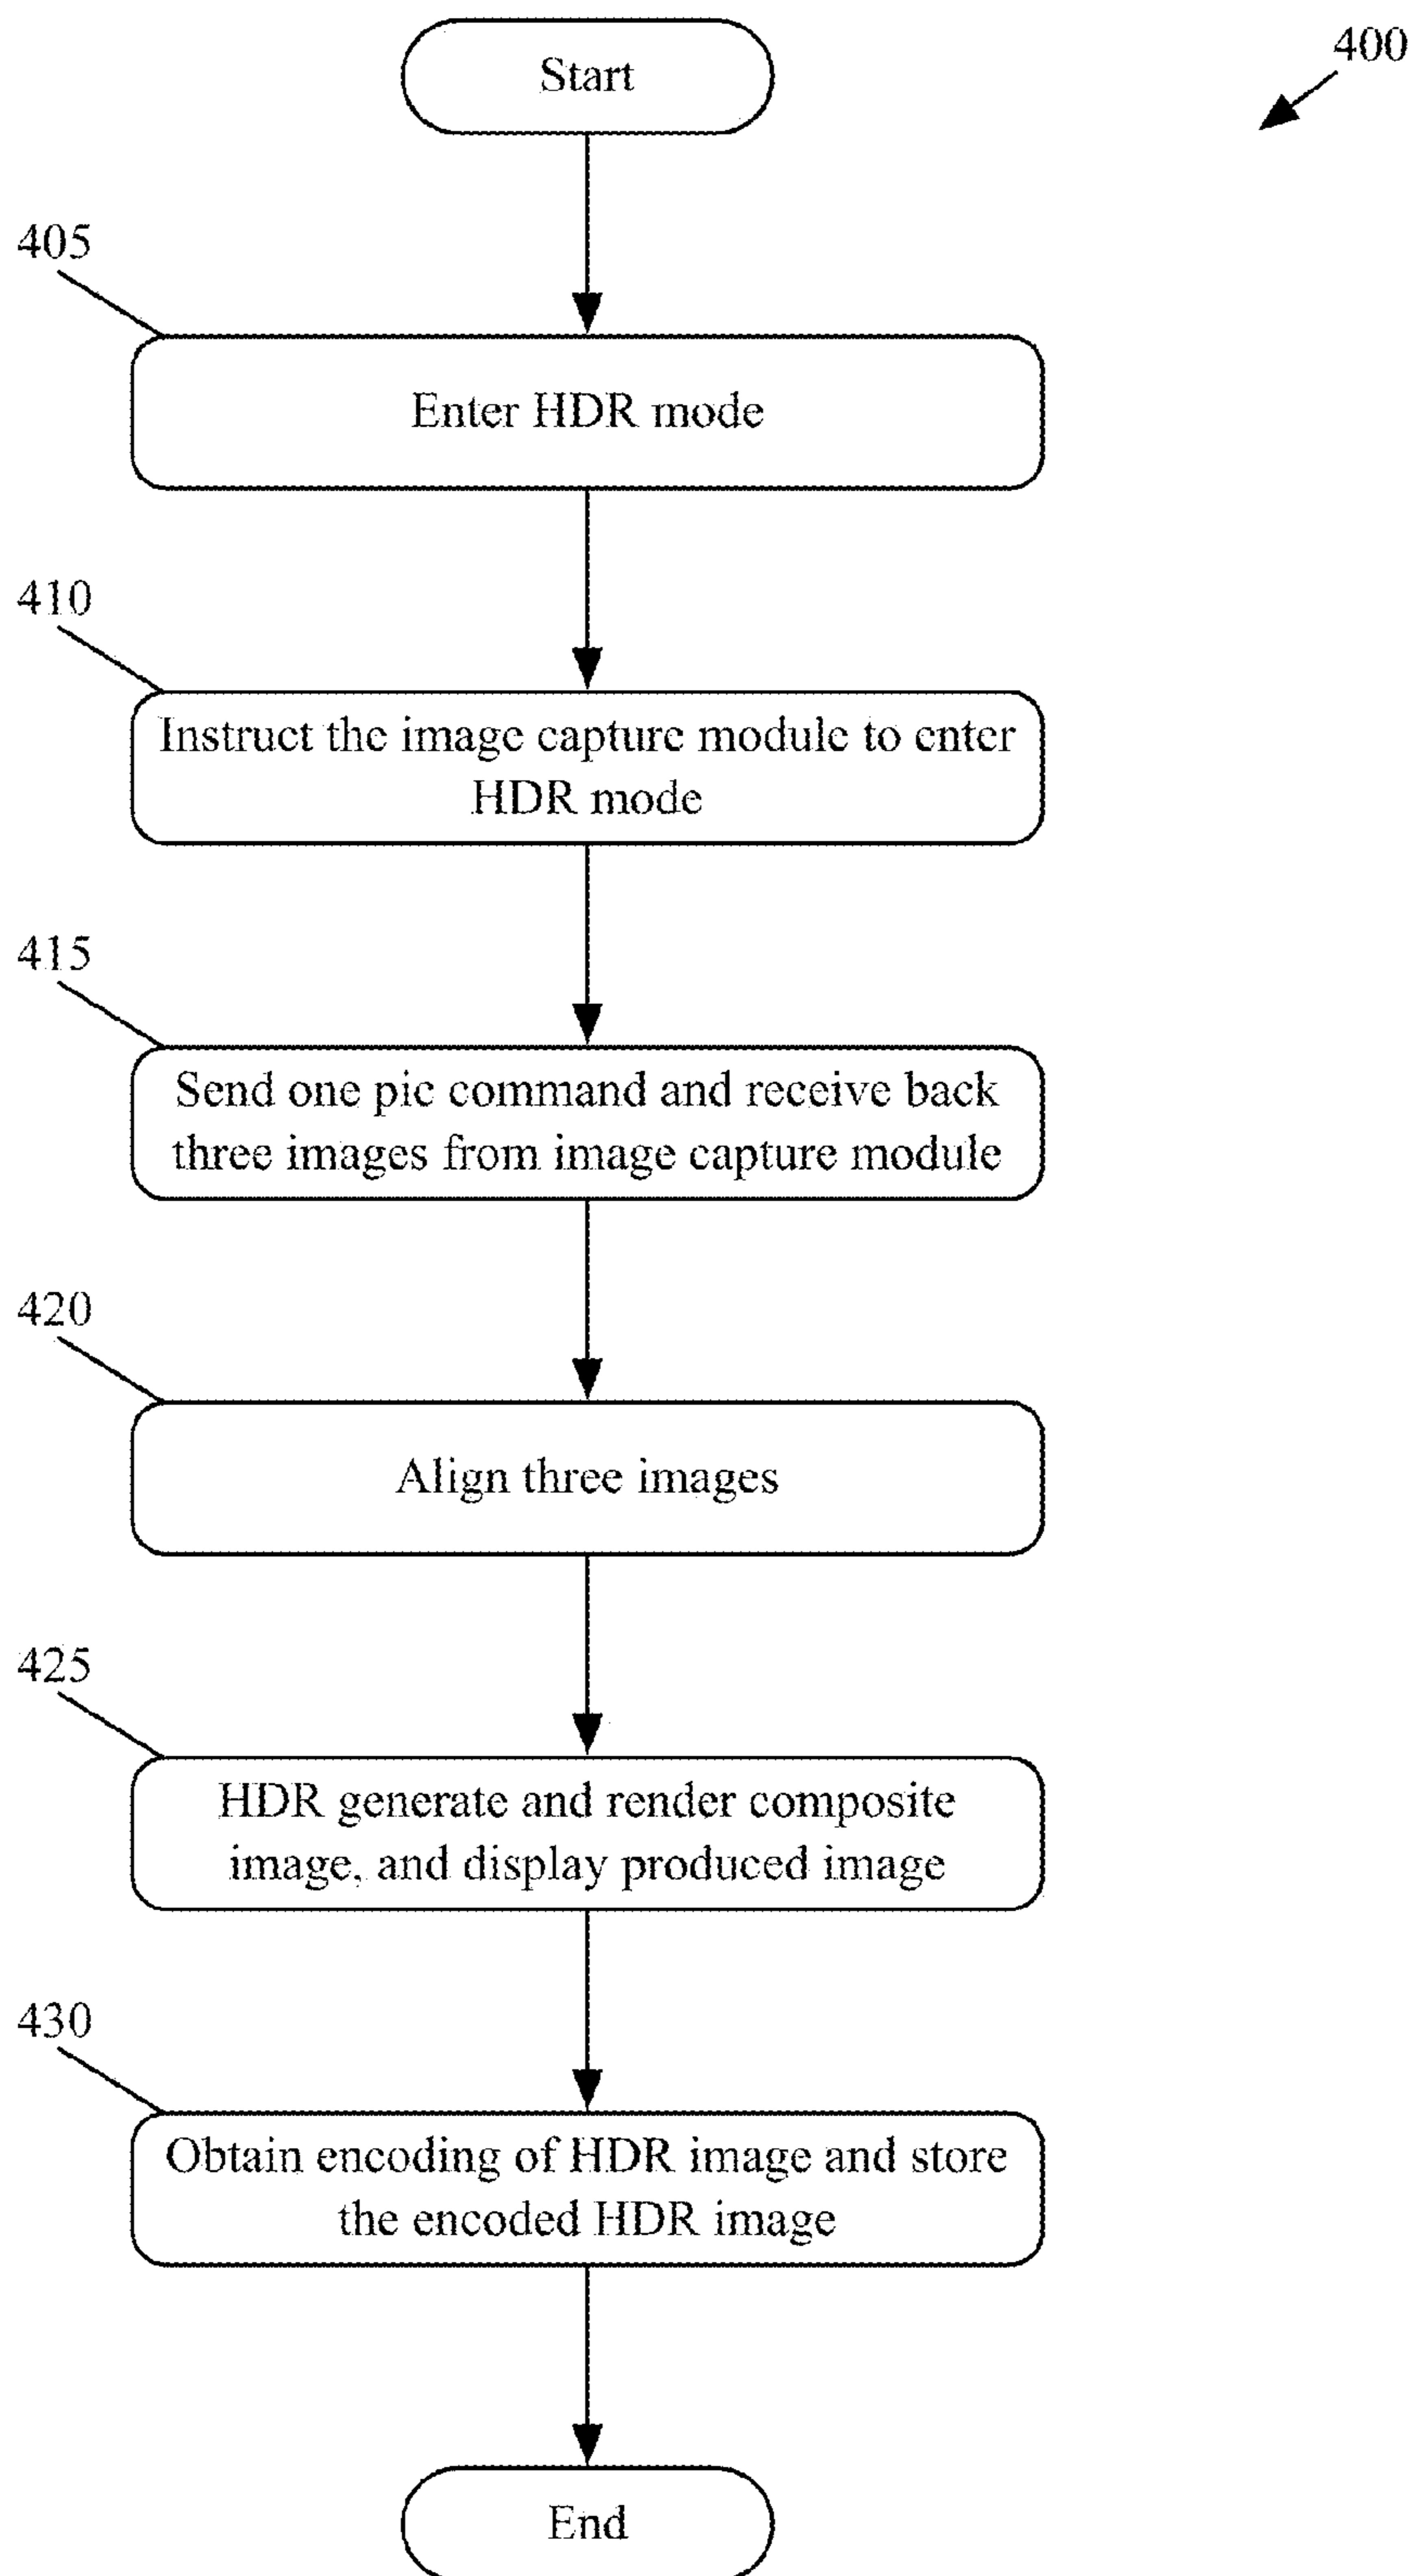 Start
400
405
Enter HDR mode
410
Instruct the image capture module to enter
HDR mode
415
Send one pic command and receive back
three images from image capture module
420
Align three images
425
HDR generate and render composite
image, and display produced image
430
Obtain encoding of HDR image and store
the encoded HDR image
End